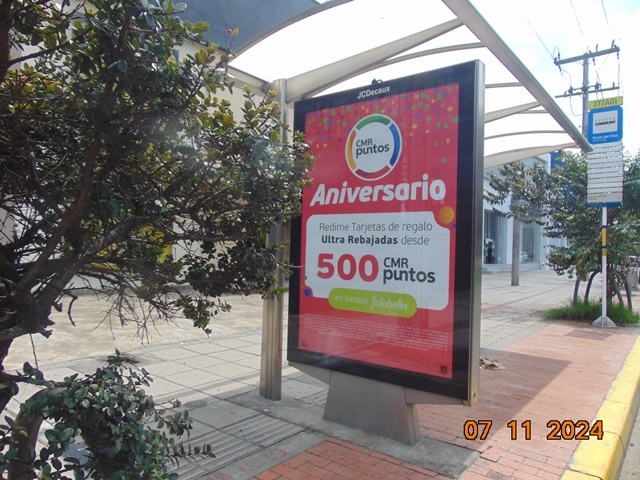 JCDecaux
277A01
CMR
puntos
Aniversario
Redime Tarjetas de regalo
Ultra Rebajadas desde
500 CMR
puntos
en tiendas falabella.
07 11 2024